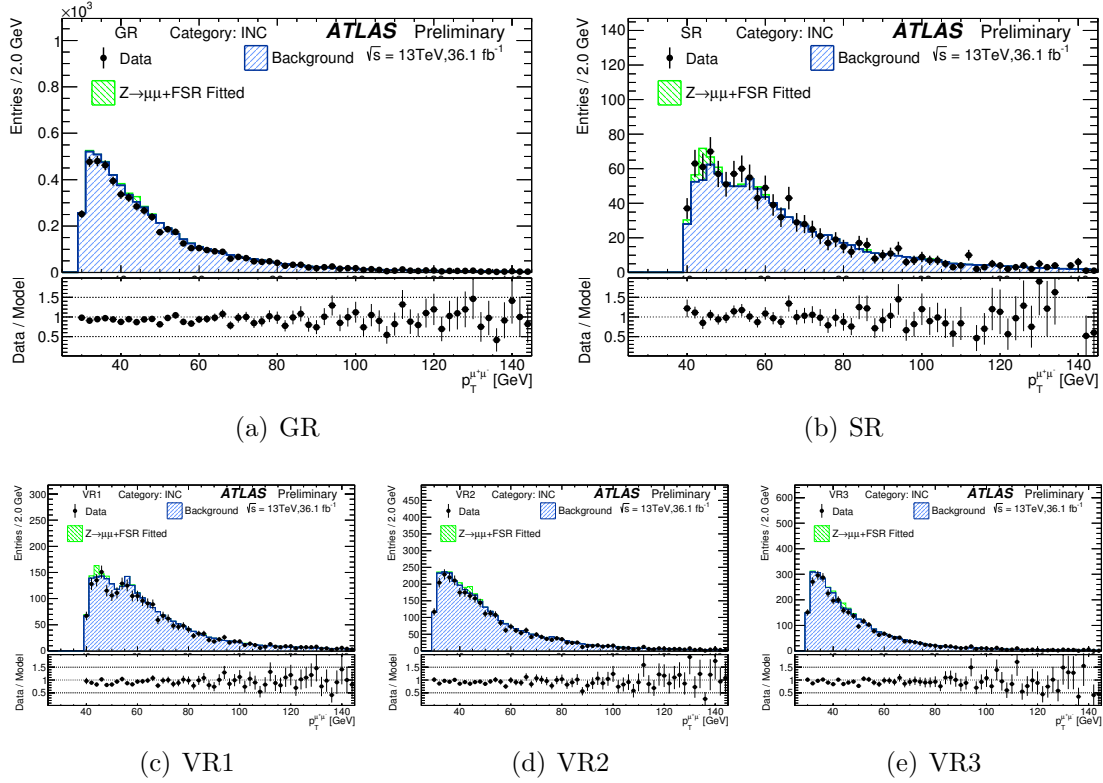 ×10³
GR Category: INC ATLAS Preliminary
Data Background √s = 13TeV,36.1 fb⁻¹
Z→μμ+FSR Fitted
Entries / 2.0 GeV
1
0.8
0.6
0.4
0.2
0
Data / Model
1.5
1
0.5
40 60 80 100 120 140
p_T^μ⁺μ⁻ [GeV]
(a) GR
SR Category: INC ATLAS Preliminary
Data Background √s = 13TeV,36.1 fb⁻¹
Z→μμ+FSR Fitted
Entries / 2.0 GeV
140
120
100
80
60
40
20
0
Data / Model
1.5
1
0.5
40 60 80 100 120 140
p_T^μ⁺μ⁻ [GeV]
(b) SR
VR1 Category: INC ATLAS Preliminary
Data Background √s = 13TeV,36.1 fb⁻¹
Z→μμ+FSR Fitted
Entries / 2.0 GeV
300
250
200
150
100
50
0
Data / Model
1.5
1
0.5
40 60 80 100 120 140
p_T^μ⁺μ⁻ [GeV]
(c) VR1
VR2 Category: INC ATLAS Preliminary
Data Background √s = 13TeV,36.1 fb⁻¹
Z→μμ+FSR Fitted
Entries / 2.0 GeV
450
400
350
300
250
200
150
100
50
0
Data / Model
1.5
1
0.5
40 60 80 100 120 140
p_T^μ⁺μ⁻ [GeV]
(d) VR2
VR3 Category: INC ATLAS Preliminary
Data Background √s = 13TeV,36.1 fb⁻¹
Z→μμ+FSR Fitted
Entries / 2.0 GeV
600
500
400
300
200
100
0
Data / Model
1.5
1
0.5
40 60 80 100 120 140
p_T^μ⁺μ⁻ [GeV]
(e) VR3